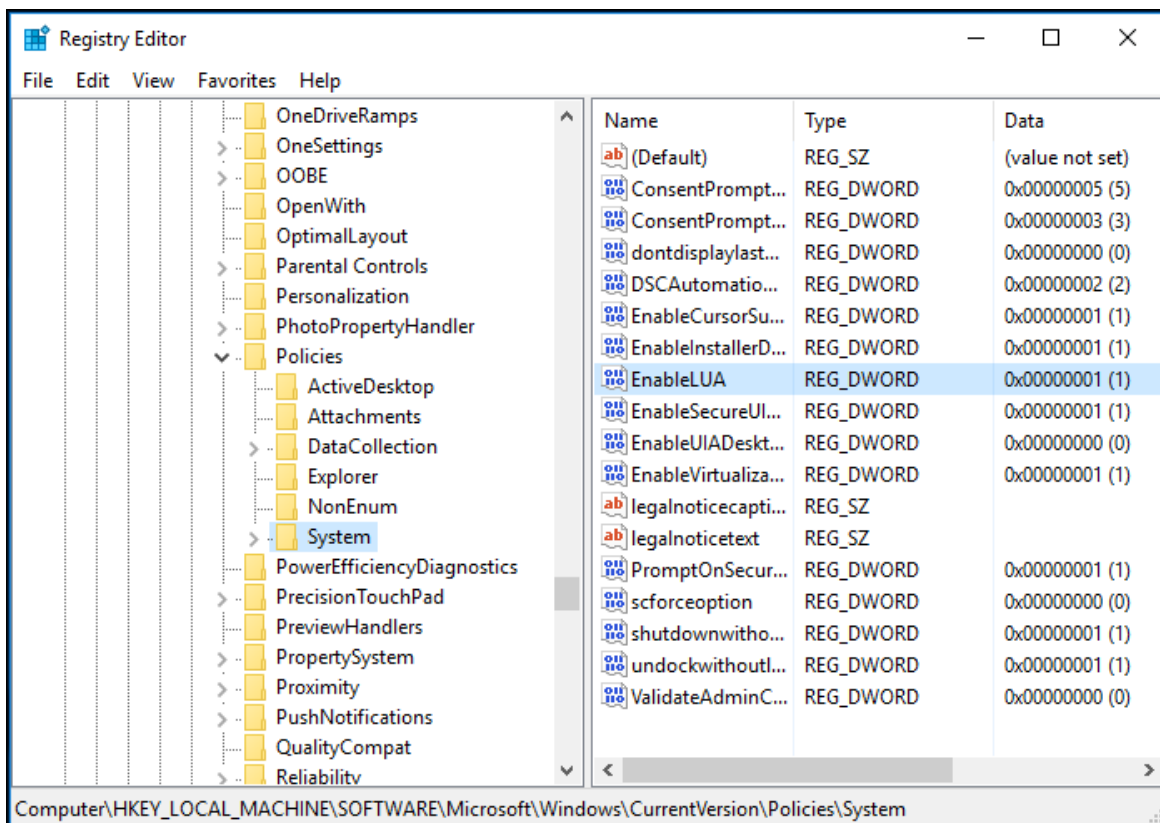 Registry Editor
File Edit View Favorites Help
OneDriveRamps
OneSettings
OOBE
OpenWith
OptimalLayout
Parental Controls
Personalization
PhotoPropertyHandler
Policies
ActiveDesktop
Attachments
DataCollection
Explorer
NonEnum
System
PowerEfficiencyDiagnostics
PrecisionTouchPad
PreviewHandlers
PropertySystem
Proximity
PushNotifications
QualityCompat
Reliability
Name Type Data
(Default) REG_SZ (value not set)
ConsentPrompt... REG_DWORD 0x00000005 (5)
ConsentPrompt... REG_DWORD 0x00000003 (3)
dontdisplaylast... REG_DWORD 0x00000000 (0)
DSCAutomatio... REG_DWORD 0x00000002 (2)
EnableCursorSu... REG_DWORD 0x00000001 (1)
EnableInstallerD... REG_DWORD 0x00000001 (1)
EnableLUA REG_DWORD 0x00000001 (1)
EnableSecureUI... REG_DWORD 0x00000001 (1)
EnableUIADeskt... REG_DWORD 0x00000000 (0)
EnableVirtualiza... REG_DWORD 0x00000001 (1)
legalnoticecapti... REG_SZ
legalnoticetext REG_SZ
PromptOnSecur... REG_DWORD 0x00000001 (1)
scforceoption REG_DWORD 0x00000000 (0)
shutdownwitho... REG_DWORD 0x00000001 (1)
undockwithoutl... REG_DWORD 0x00000001 (1)
ValidateAdminC... REG_DWORD 0x00000000 (0)
Computer\HKEY_LOCAL_MACHINE\SOFTWARE\Microsoft\Windows\CurrentVersion\Policies\System